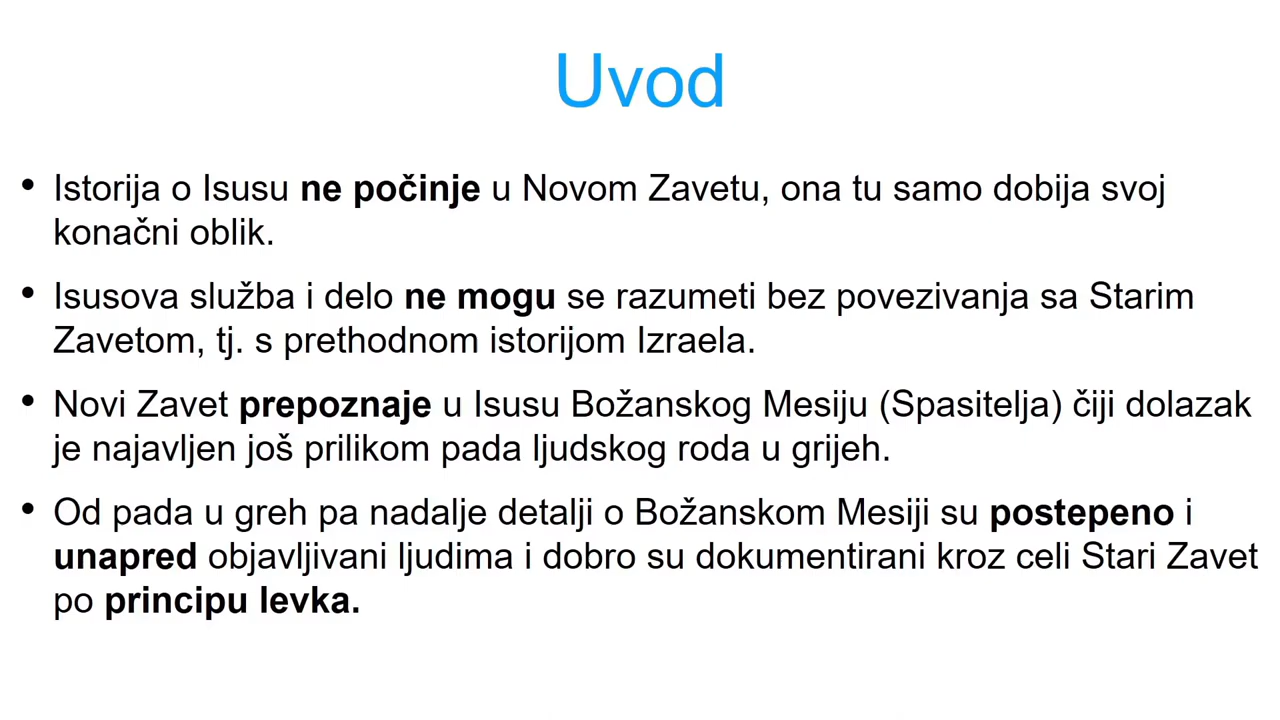 Uvod
• Istorija o Isusu ne počinje u Novom Zavetu, ona tu samo dobija svoj
konačni oblik.
• Isusova služba i delo ne mogu se razumeti bez povezivanja sa Starim
Zavetom, tj. s prethodnom istorijom Izraela.
• Novi Zavet prepoznaje u Isusu Božanskog Mesiju (Spasitelja) čiji dolazak
je najavljen još prilikom pada ljudskog roda u grijeh.
• Od pada u greh pa nadalje detalji o Božanskom Mesiji su postepeno i
unapred objavljivani ljudima i dobro su dokumentirani kroz celi Stari Zavet
po principu levka.